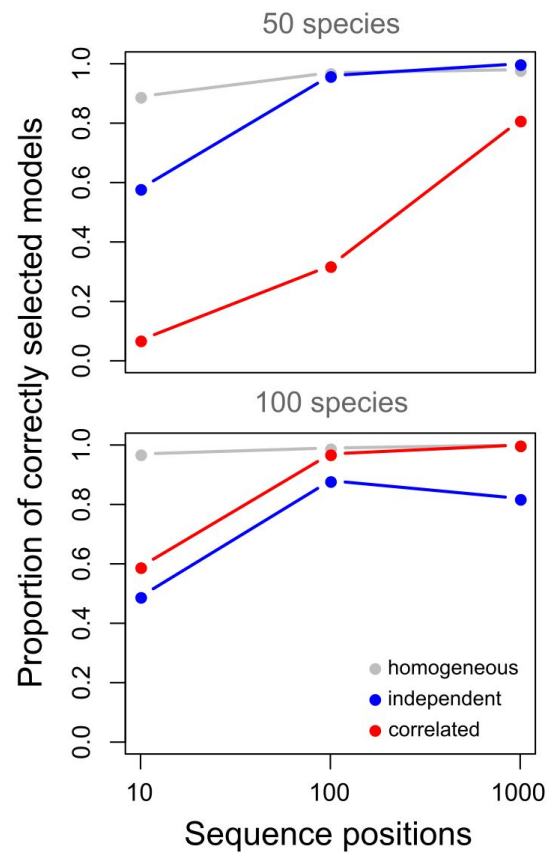 50 species
1.0
0.8
0.6
0.4
0.2
0.0
100 species
1.0
0.8
0.6
0.4
0.2
0.0
homogeneous
independent
correlated
10 100 1000
Sequence positions
Proportion of correctly selected models